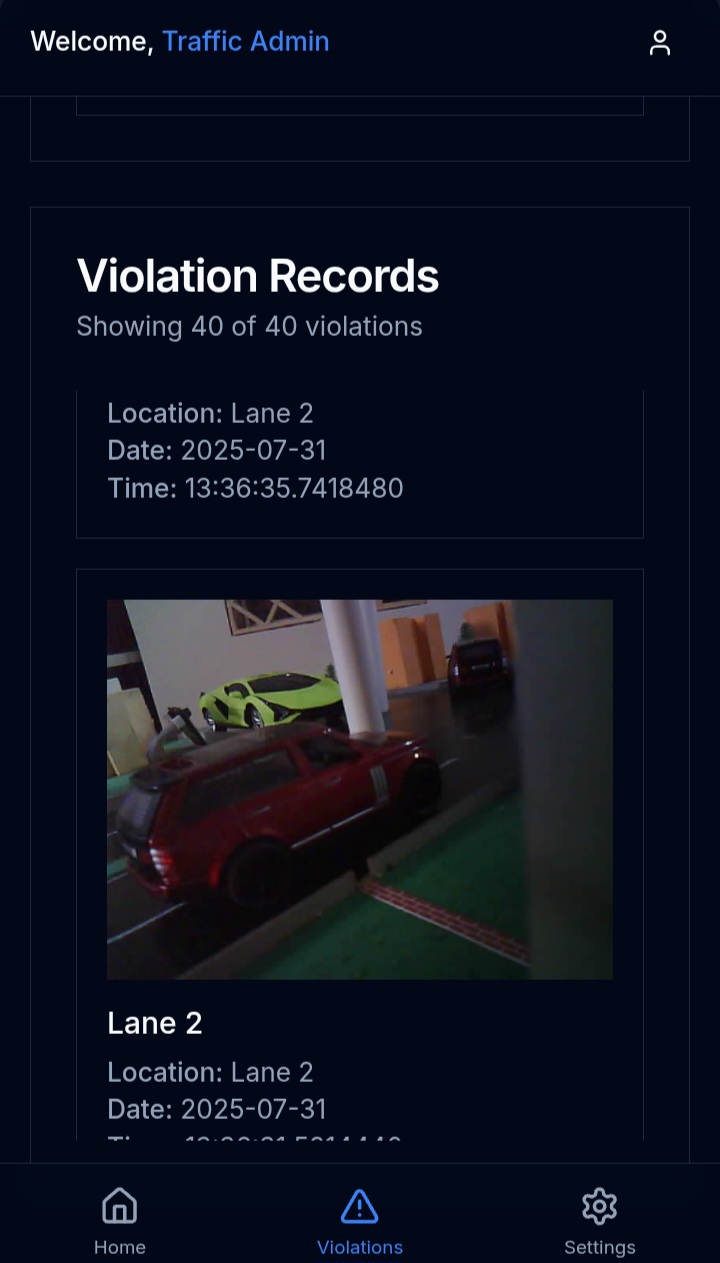 Welcome, Traffic Admin
Violation Records
Showing 40 of 40 violations
Location: Lane 2
Date: 2025-07-31
Time: 13:36:35.7418480
Lane 2
Location: Lane 2
Date: 2025-07-31
Home
Violations
Settings